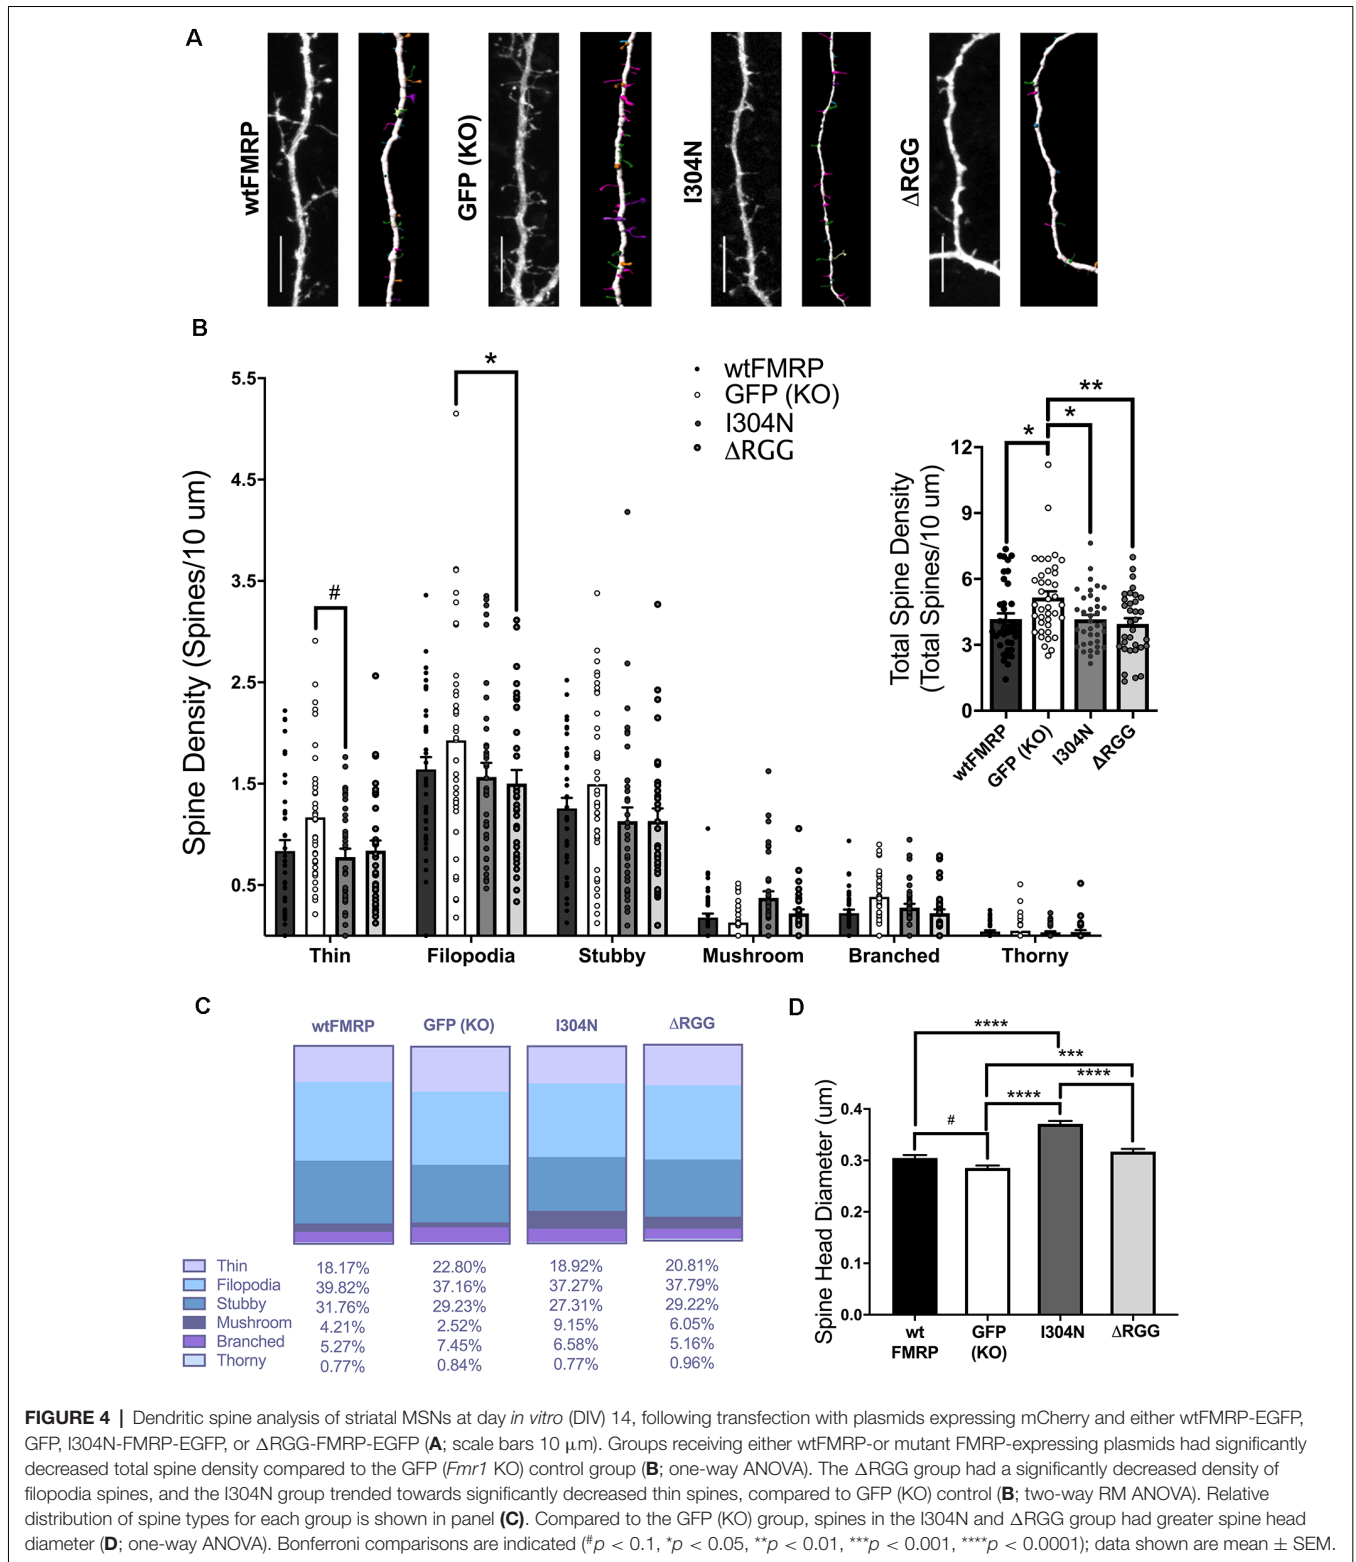 A
wtFMRP
GFP (KO)
I304N
ΔRGG
B
Spine Density (Spines/10 um)
5.5
4.5
3.5
2.5
1.5
0.5
#
*
wtFMRP
GFP (KO)
I304N
ΔRGG
Thin
Filopodia
Stubby
Mushroom
Branched
Thorny
Total Spine Density
(Total Spines/10 um)
12
9
6
3
0
*
*
**
wtFMRP
GFP (KO)
I304N
ΔRGG
C
wtFMRP GFP (KO) I304N ΔRGG
Thin 18.17% 22.80% 18.92% 20.81%
Filopodia 39.82% 37.16% 37.27% 37.79%
Stubby 31.76% 29.23% 27.31% 29.22%
Mushroom 4.21% 2.52% 9.15% 6.05%
Branched 5.27% 7.45% 6.58% 5.16%
Thorny 0.77% 0.84% 0.77% 0.96%
D
Spine Head Diameter (um)
0.4
0.3
0.2
0.1
0.0
****
***
****
****
#
wt
FMRP
GFP
(KO)
I304N
ΔRGG
FIGURE 4 | Dendritic spine analysis of striatal MSNs at day in vitro (DIV) 14, following transfection with plasmids expressing mCherry and either wtFMRP-EGFP,
GFP, I304N-FMRP-EGFP, or ΔRGG-FMRP-EGFP (A; scale bars 10 μm). Groups receiving either wtFMRP-or mutant FMRP-expressing plasmids had significantly
decreased total spine density compared to the GFP (Fmr1 KO) control group (B; one-way ANOVA). The ΔRGG group had a significantly decreased density of
filopodia spines, and the I304N group trended towards significantly decreased thin spines, compared to GFP (KO) control (B; two-way RM ANOVA). Relative
distribution of spine types for each group is shown in panel (C). Compared to the GFP (KO) group, spines in the I304N and ΔRGG group had greater spine head
diameter (D; one-way ANOVA). Bonferroni comparisons are indicated (#p < 0.1, *p < 0.05, **p < 0.01, ***p < 0.001, ****p < 0.0001); data shown are mean ± SEM.